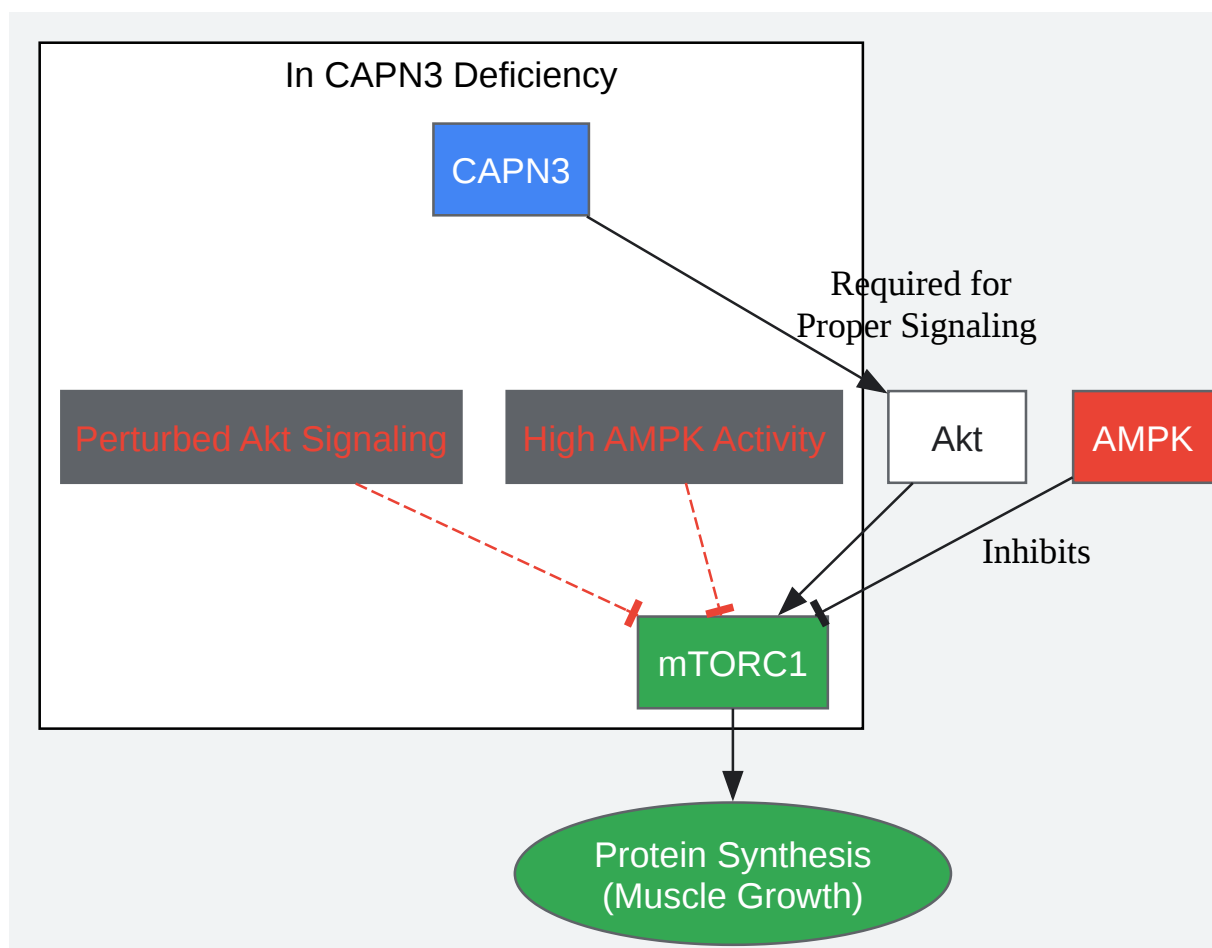 In CAPN3 Deficiency
CAPN3
Required for
Proper Signaling
Perturbed Akt Signaling
High AMPK Activity
Akt
AMPK
Inhibits
mTORC1
Protein Synthesis
(Muscle Growth)